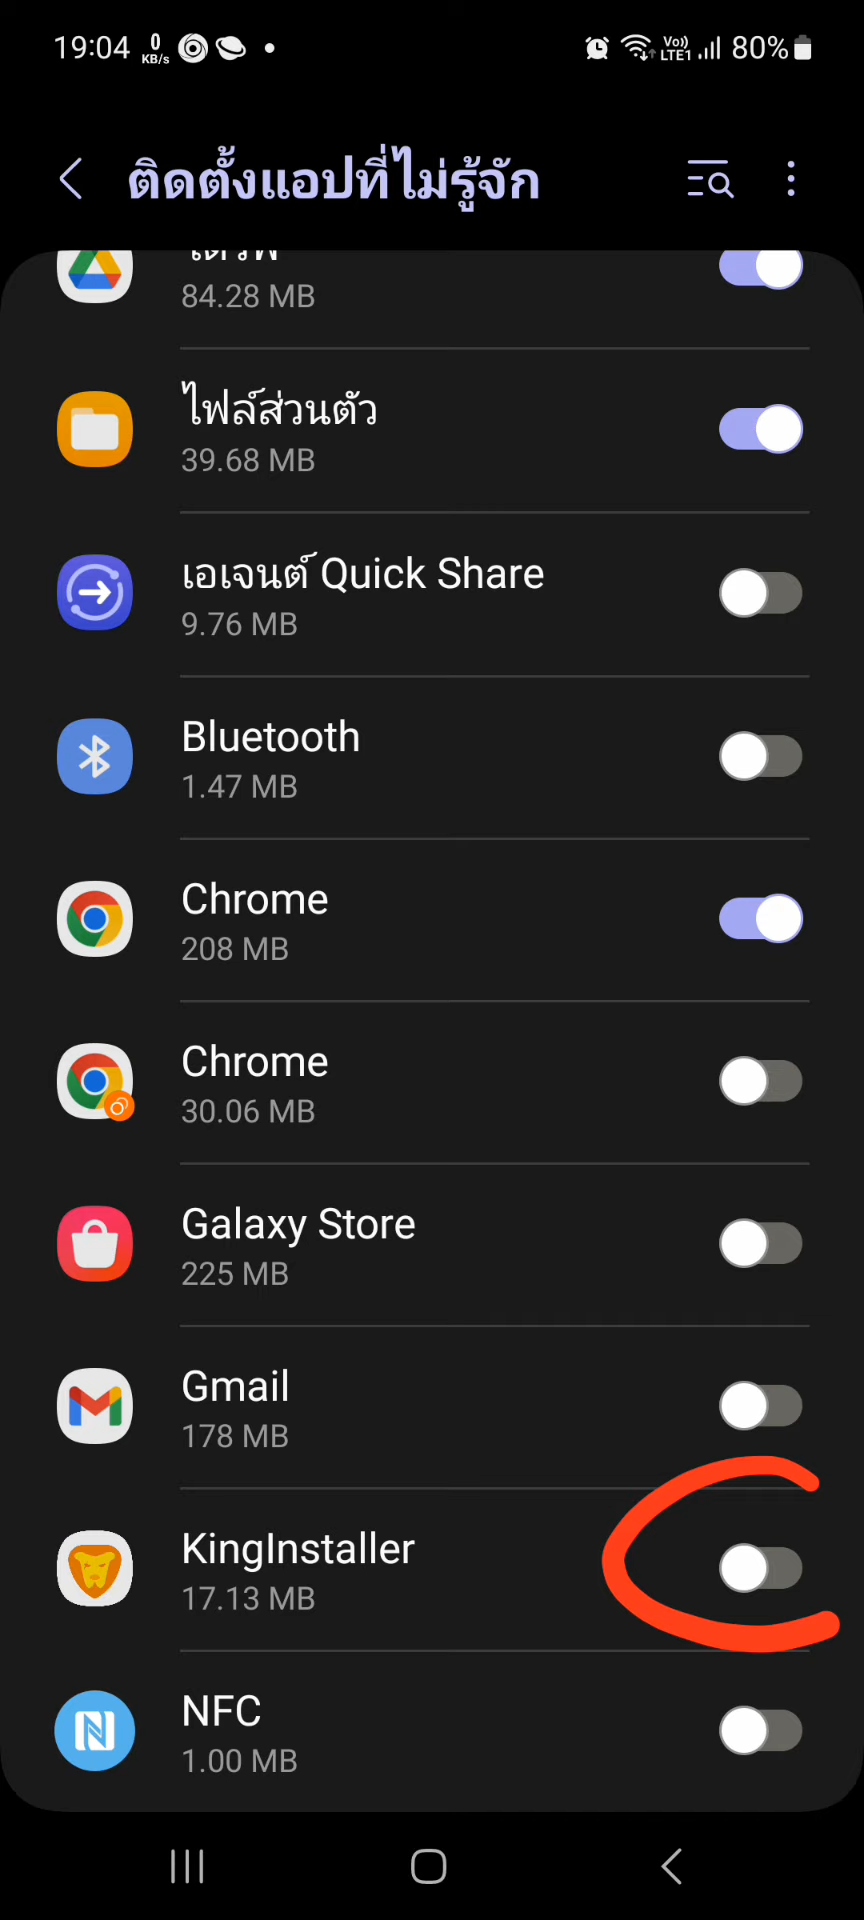 19:04 0 KB/s Vo)) LTE1 80%
ติดตั้งแอปที่ไม่รู้จัก
84.28 MB
ไฟล์ส่วนตัว
39.68 MB
เอเจนต์ Quick Share
9.76 MB
Bluetooth
1.47 MB
Chrome
208 MB
Chrome
30.06 MB
Galaxy Store
225 MB
Gmail
178 MB
KingInstaller
17.13 MB
NFC
1.00 MB